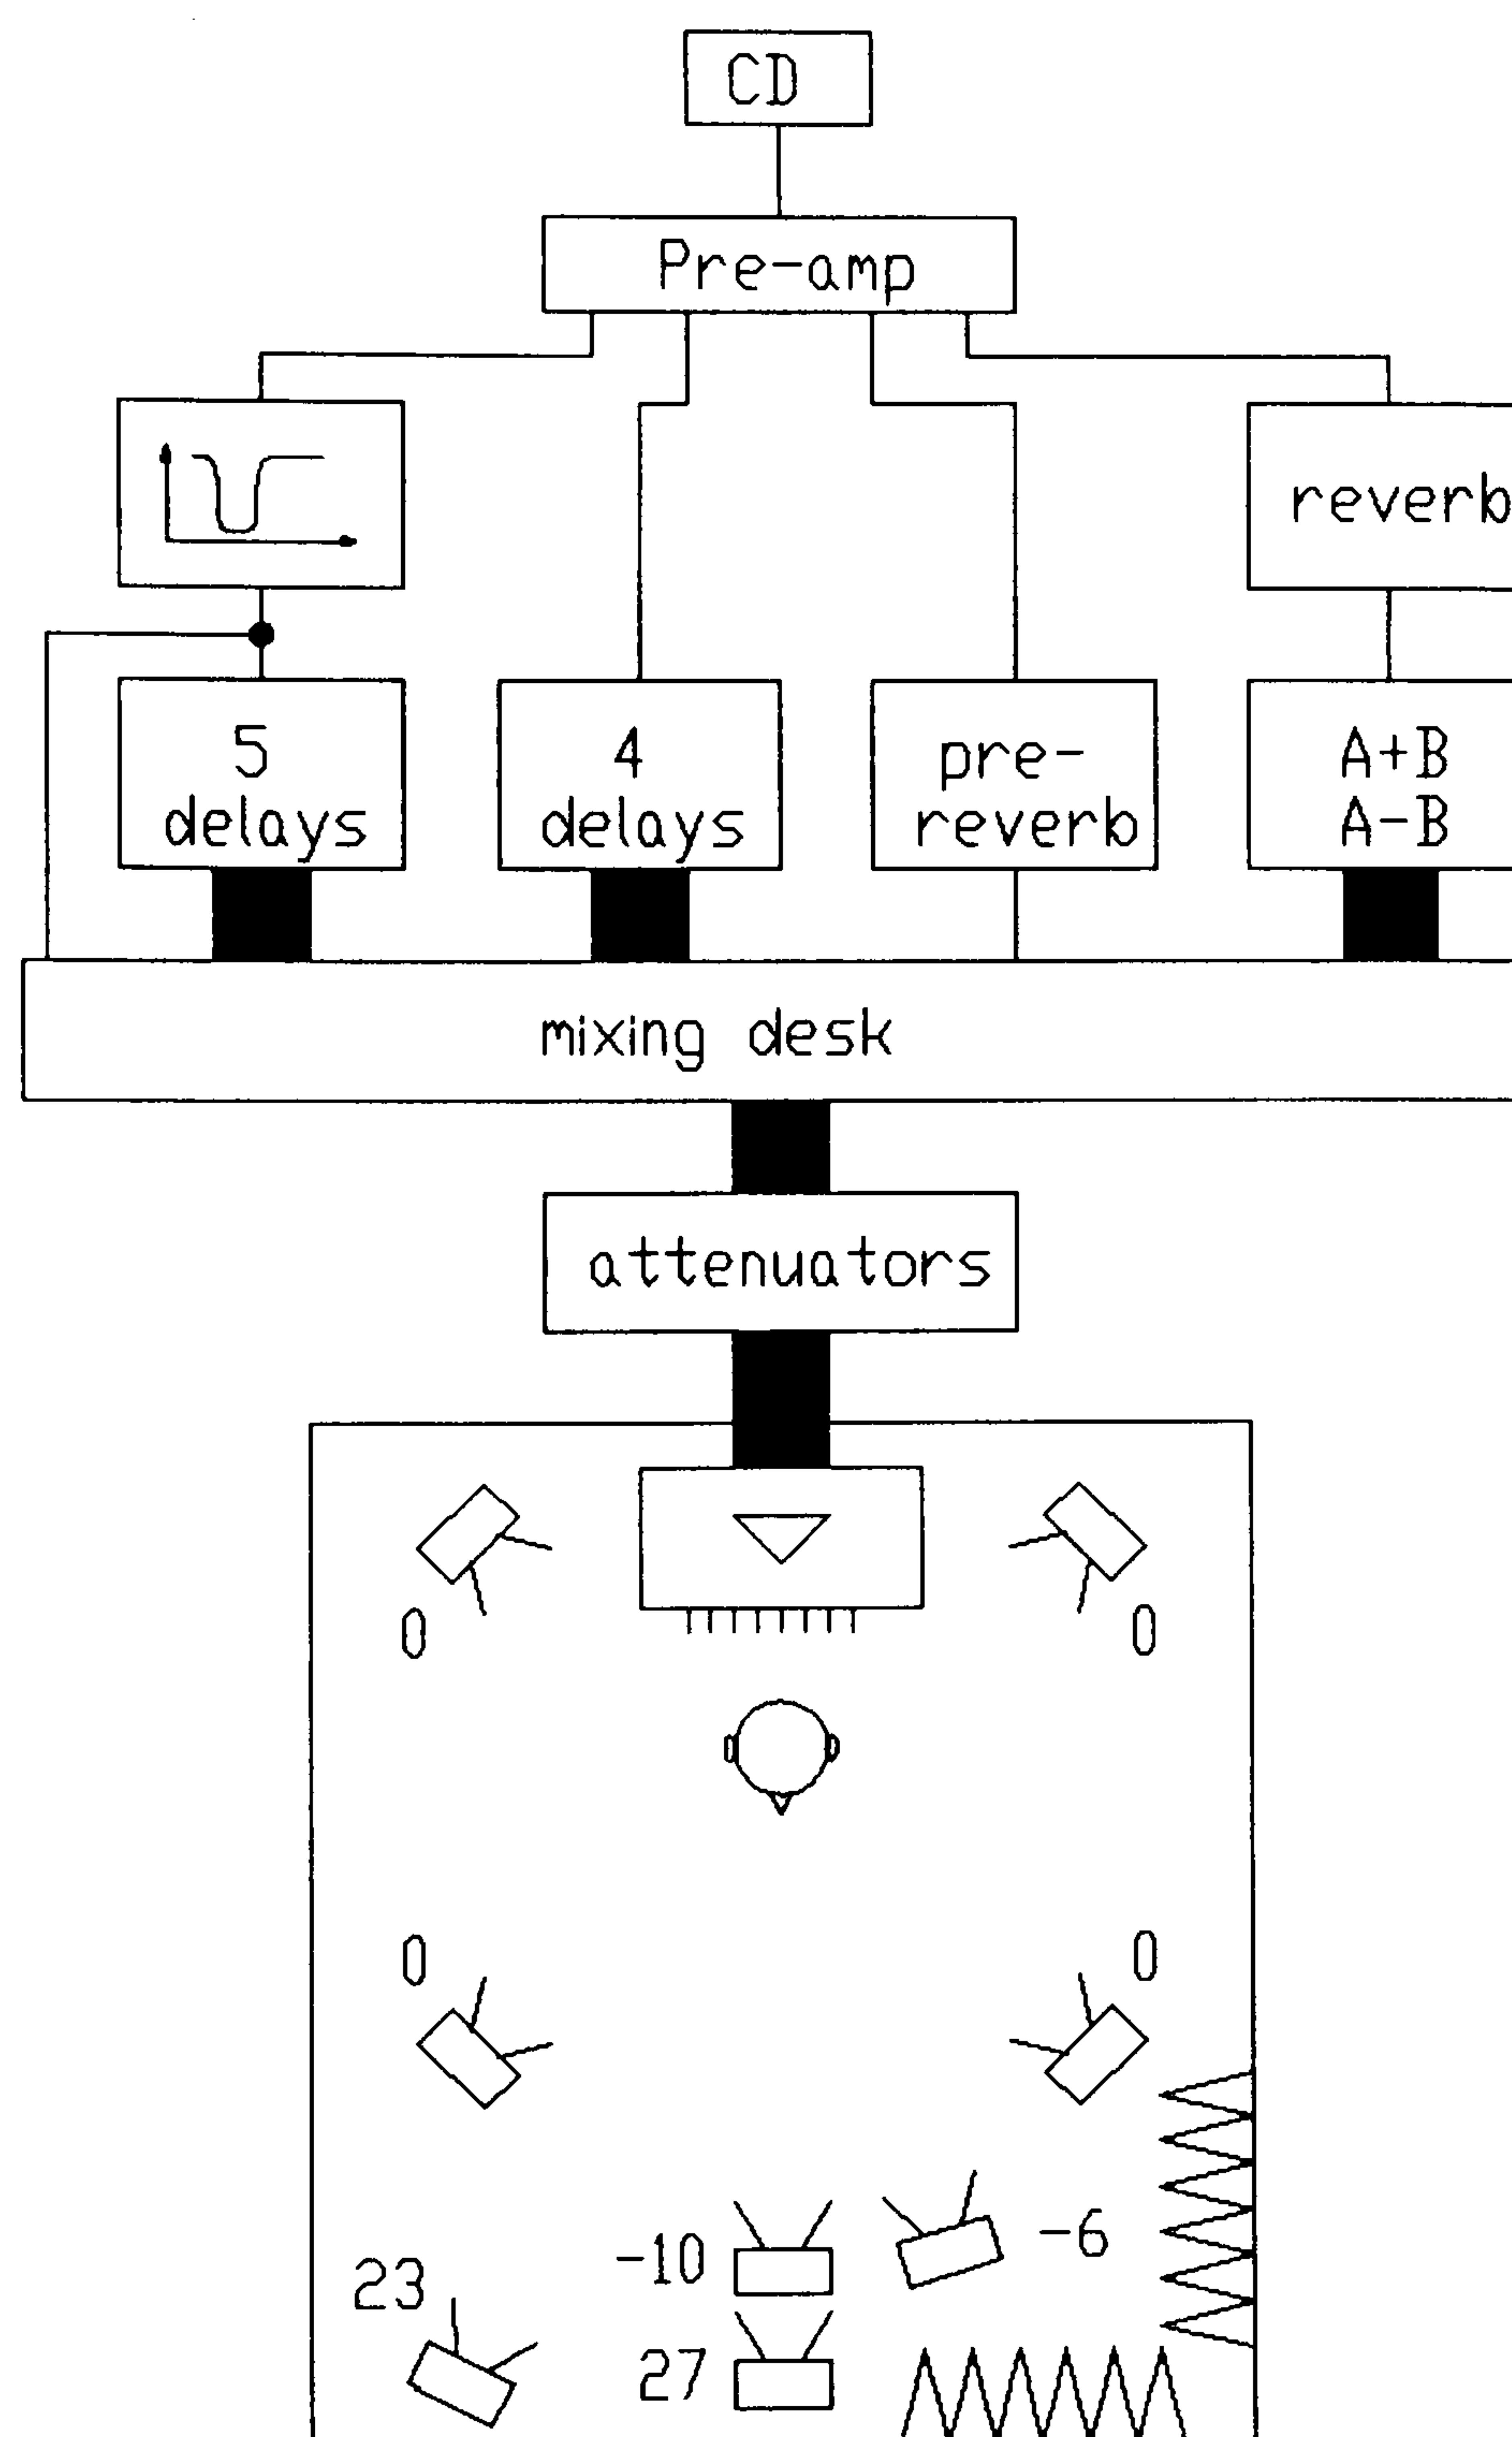 CD
Pre-amp
reverb
5
delays
4
delays
pre-
reverb
A+B
A-B
mixing desk
attenuators
0
0
0
0
-10
-6
23
27